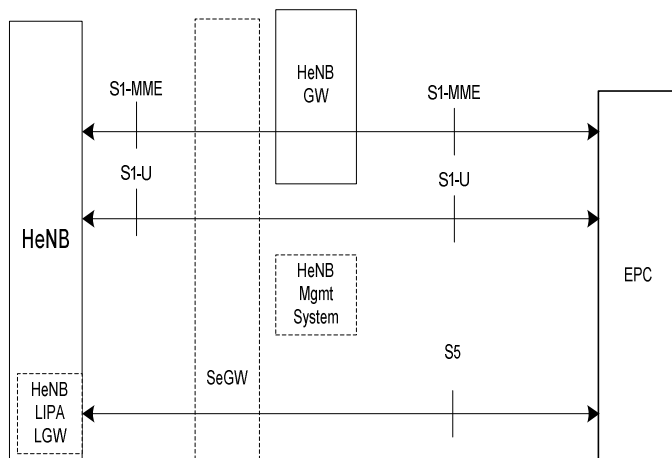 HeNB
GW
S1-MME
S1-MME
S1-U
S1-U
HeNB
HeNB
Mgmt
System
EPC
S5
SeGW
HeNB
LIPA
LGW